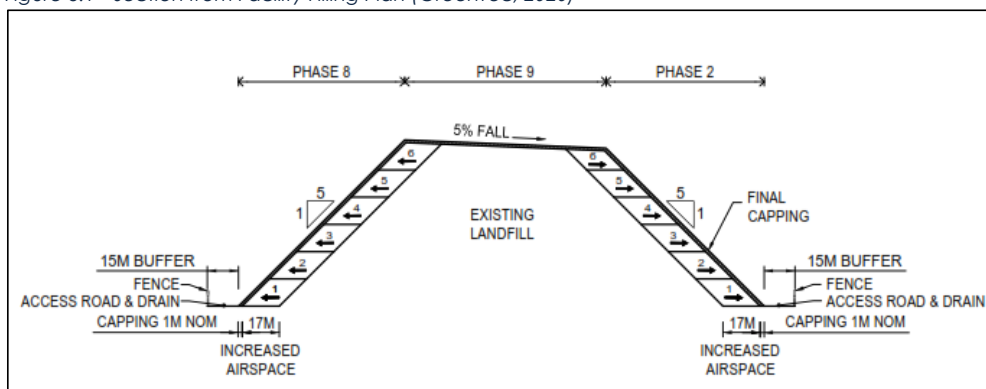 PHASE 8
PHASE 9
PHASE 2
5% FALL
6
6
5
5
5
1
4
4
5
1
3
3
FINAL
CAPPING
EXISTING
LANDFILL
2
2
15M BUFFER
15M BUFFER
FENCE
FENCE
1
1
ACCESS ROAD & DRAIN
ACCESS ROAD & DRAIN
CAPPING 1M NOM
17M
17M
CAPPING 1M NOM
INCREASED
AIRSPACE
INCREASED
AIRSPACE